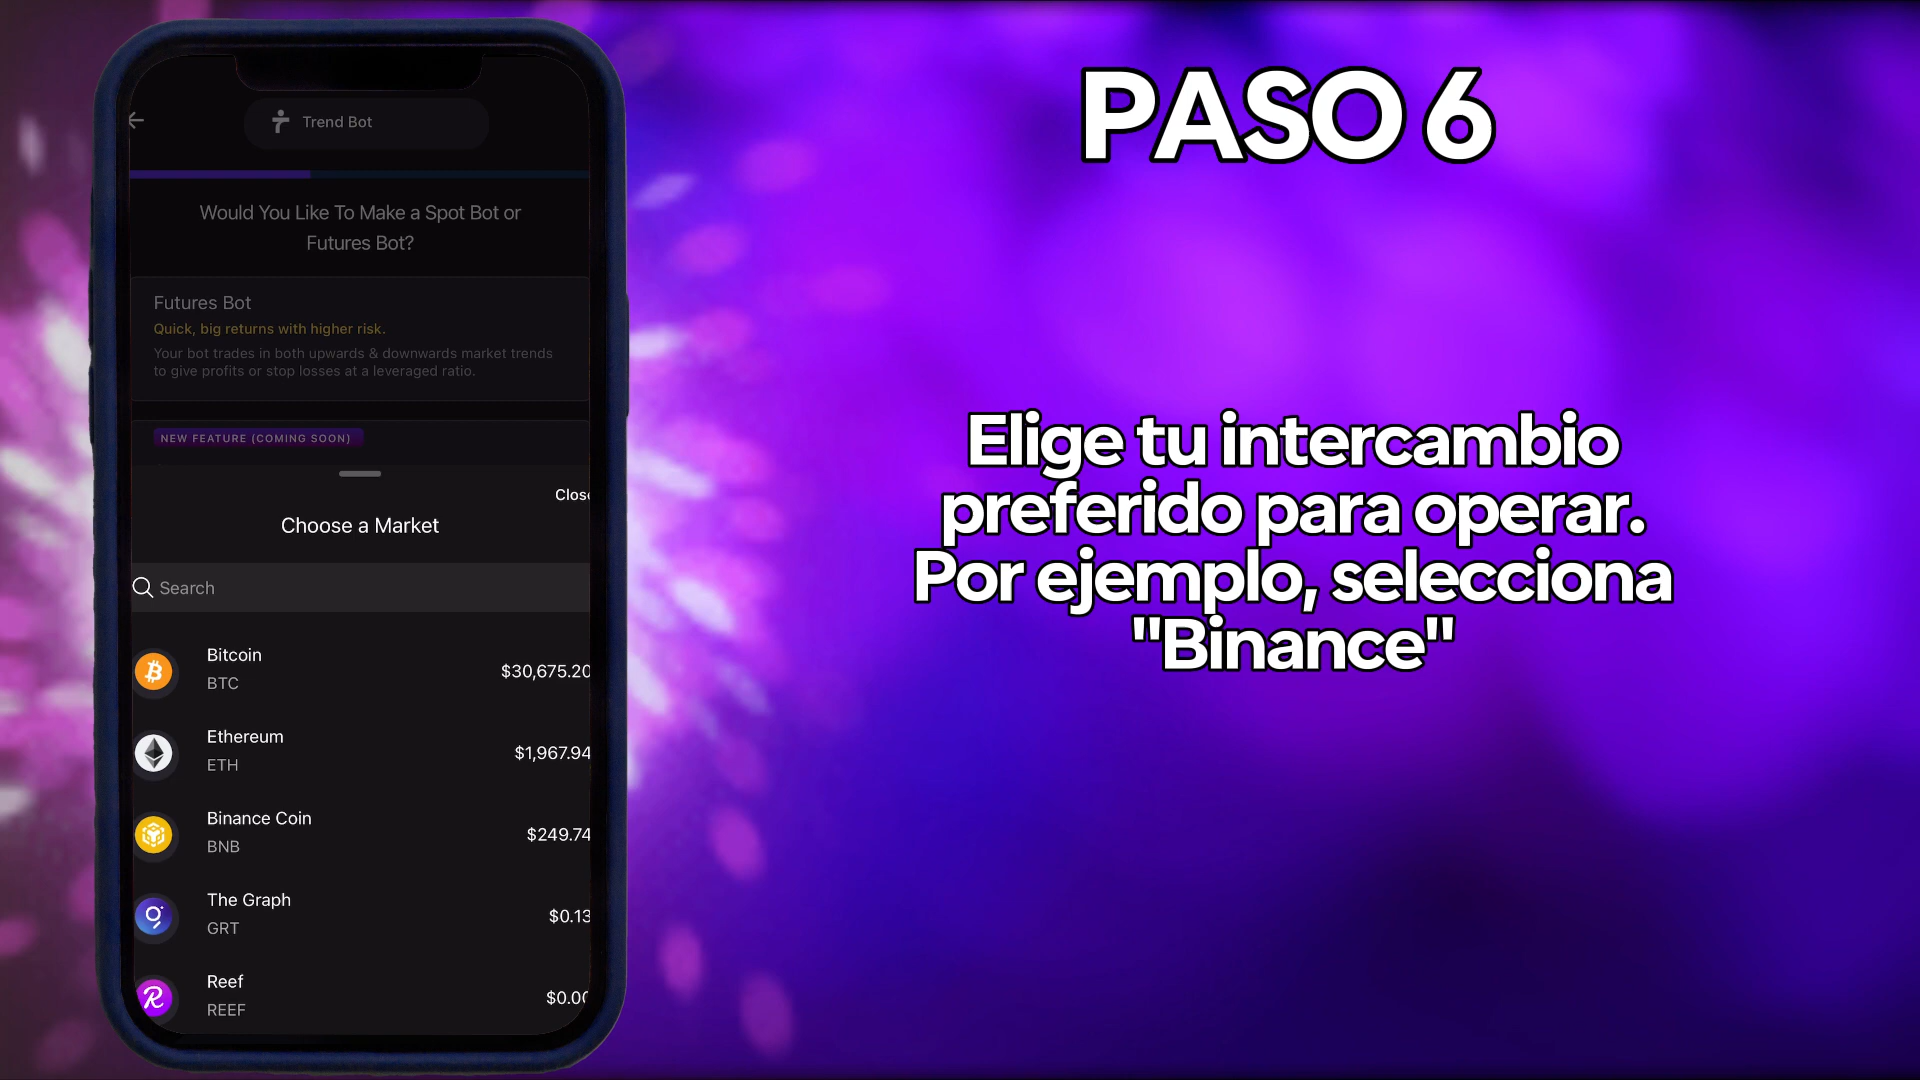 Trend Bot
Would You Like To Make a Spot Bot or
Futures Bot?
Futures Bot
Quick, big returns with higher risk.
Your bot trades in both upwards & downwards market trends
to give profits or stop losses at a leveraged ratio.
NEW FEATURE (COMING SOON)
Close
Choose a Market
Search
Bitcoin
BTC
$30,675.20
Ethereum
ETH
$1,967.94
Binance Coin
BNB
$249.74
The Graph
GRT
$0.13
Reef
REEF
$0.00
PASO 6
Elige tu intercambio
preferido para operar.
Por ejemplo, selecciona
"Binance"